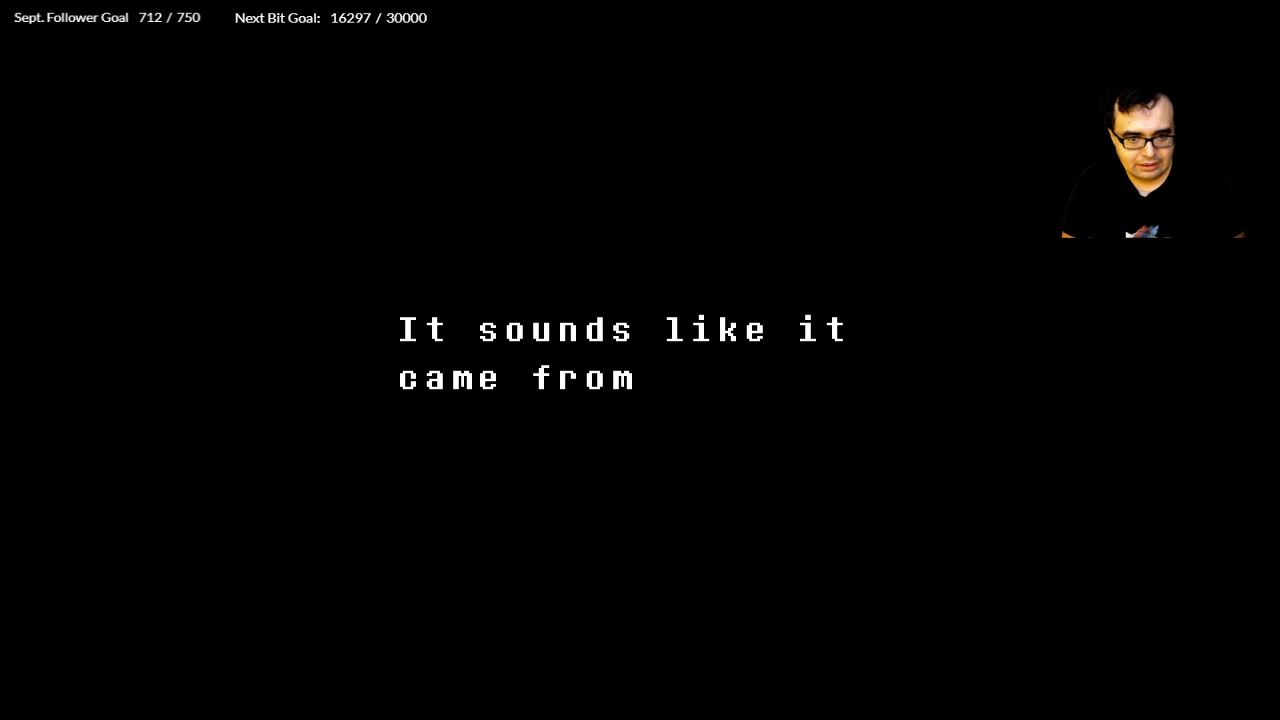 Sept. Follower Goal 712 / 750 Next Bit Goal: 16297 / 30000
It sounds like it
came from